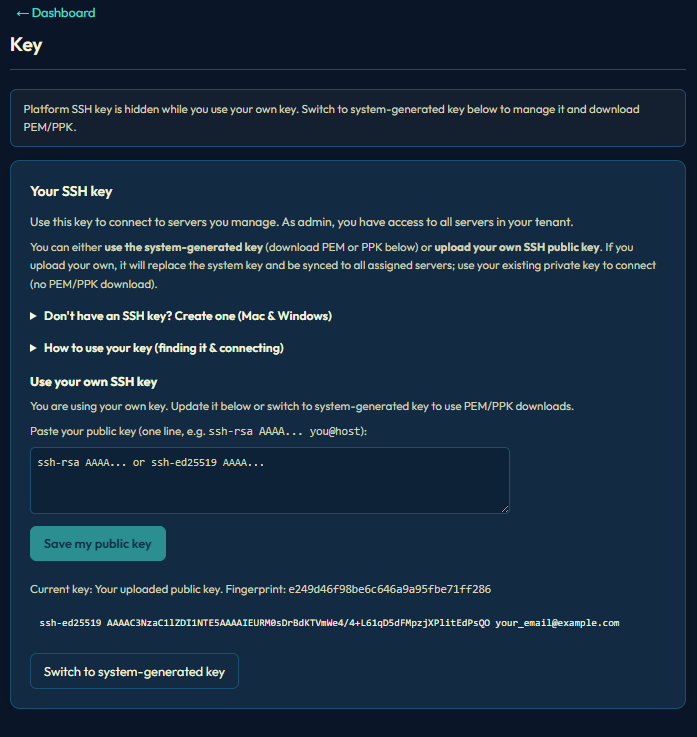 ← Dashboard
Key
Platform SSH key is hidden while you use your own key. Switch to system-generated key below to manage it and download
PEM/PPK.
Your SSH key
Use this key to connect to servers you manage. As admin, you have access to all servers in your tenant.
You can either use the system-generated key (download PEM or PPK below) or upload your own SSH public key. If you
upload your own, it will replace the system key and be synced to all assigned servers; use your existing private key to connect
(no PEM/PPK download).
▶ Don't have an SSH key? Create one (Mac & Windows)
▶ How to use your key (finding it & connecting)
Use your own SSH key
You are using your own key. Update it below or switch to system-generated key to use PEM/PPK downloads.
Paste your public key (one line, e.g. ssh-rsa AAAA... you@host):
ssh-rsa AAAA... or ssh-ed25519 AAAA...
Save my public key
Current key: Your uploaded public key. Fingerprint: e249d46f98be6c646a9a95fbe71ff286
ssh-ed25519 AAAAC3NzaC1lZDI1NTE5AAAAIEURM0sDrBdKTVmWe4/4+L61qD5dFMpzjXPlitEdPsQO your_email@example.com
Switch to system-generated key